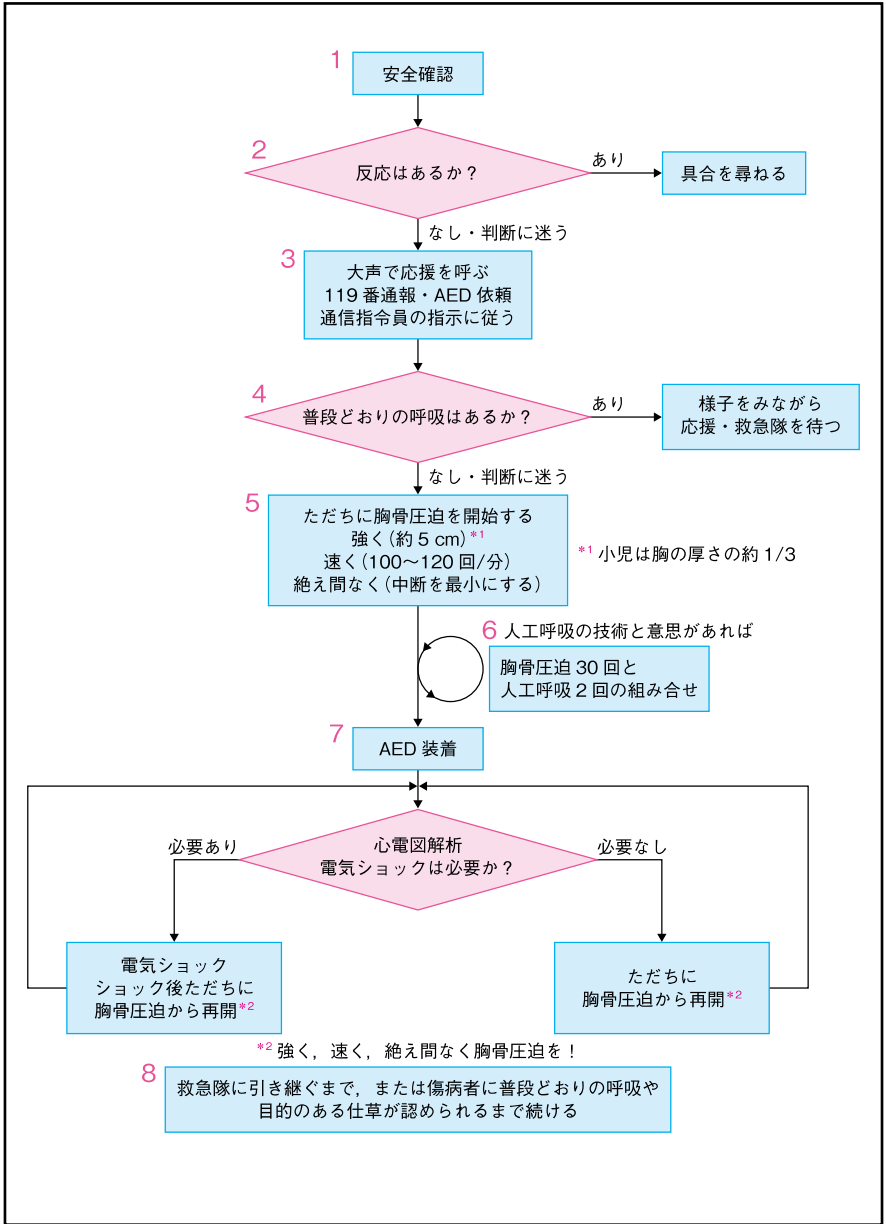 1
安全確認
2
反応はあるか？
あり
具合を尋ねる
なし・判断に迷う
3
大声で応援を呼ぶ
119番通報・AED依頼
通信指令員の指示に従う
4
普段どおりの呼吸はあるか？
あり
様子をみながら
応援・救急隊を待つ
なし・判断に迷う
5
ただちに胸骨圧迫を開始する
強く（約5cm）*1
速く（100〜120回/分）
絶え間なく（中断を最小にする）
*1 小児は胸の厚さの約1/3
6 人工呼吸の技術と意思があれば
胸骨圧迫30回と
人工呼吸2回の組み合せ
7
AED装着
心電図解析
電気ショックは必要か？
必要あり
必要なし
電気ショック
ショック後ただちに
胸骨圧迫から再開*2
ただちに
胸骨圧迫から再開*2
*2 強く，速く，絶え間なく胸骨圧迫を！
8
救急隊に引き継ぐまで，または傷病者に普段どおりの呼吸や
目的のある仕草が認められるまで続ける